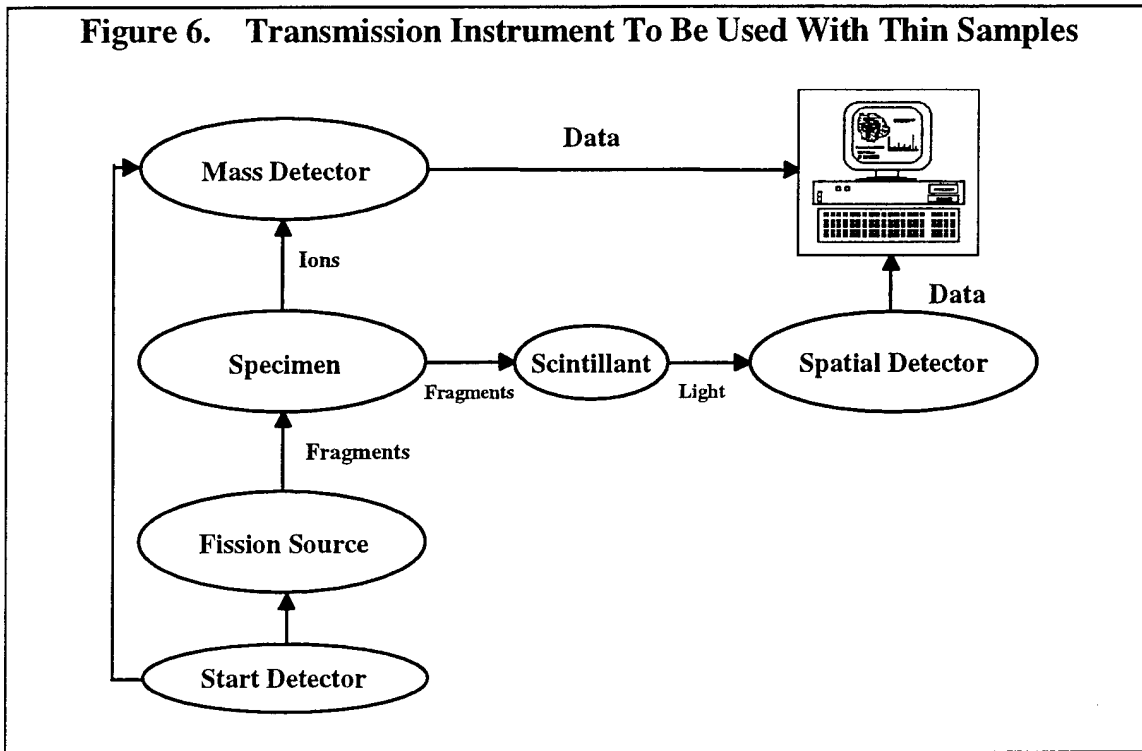 Figure 6. Transmission Instrument To Be Used With Thin Samples
Mass Detector
Data
Ions
Data
Specimen
Fragments
Scintillant
Light
Spatial Detector
Fragments
Fission Source
Start Detector